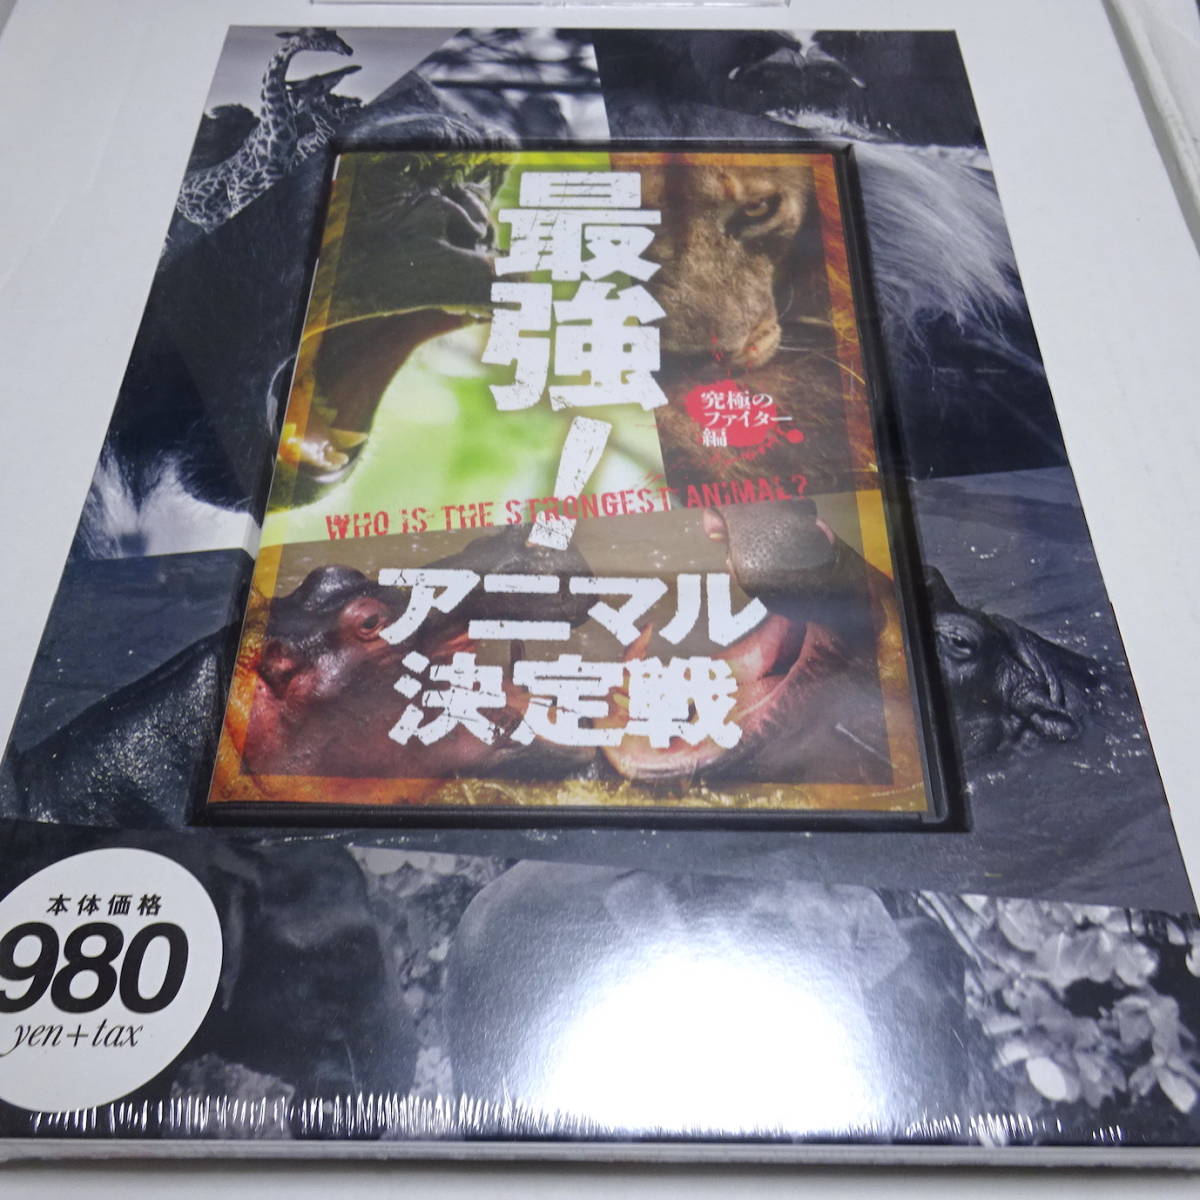 最強!
究極の
ファイター
編
WHO IS THE STRONGEST ANIMAL?
アニマル
決定戦
本体価格
980
yen+tax